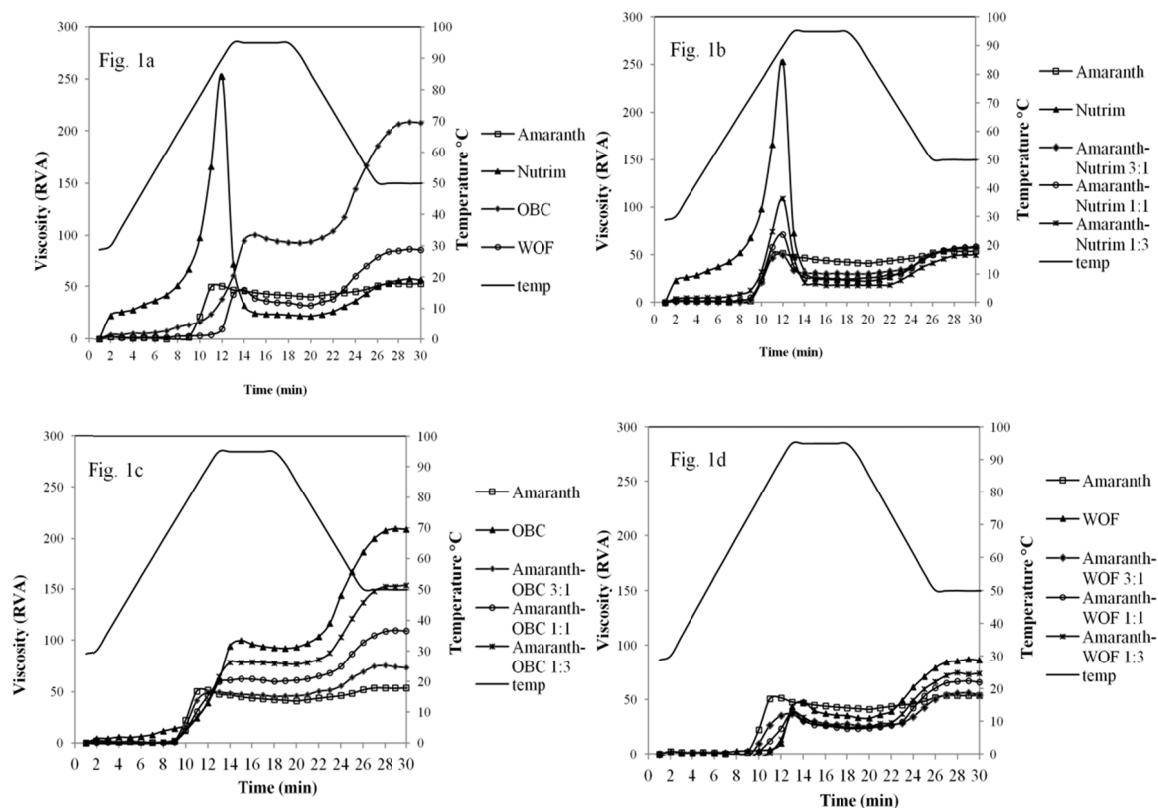 Fig. 1a
300
250
200
150
100
50
0
Viscosity (RVA)
100
90
80
70
60
50
40
30
20
10
0
Temperature °C
0 2 4 6 8 10 12 14 16 18 20 22 24 26 28 30
Time (min)
Amaranth
Nutrim
OBC
WOF
temp
Fig. 1b
300
250
200
150
100
50
0
Viscosity (RVA)
100
90
80
70
60
50
40
30
20
10
0
Temperature °C
0 2 4 6 8 10 12 14 16 18 20 22 24 26 28 30
Time (min)
Amaranth
Nutrim
Amaranth-
Nutrim 3:1
Amaranth-
Nutrim 1:1
Amaranth-
Nutrim 1:3
temp
Fig. 1c
300
250
200
150
100
50
0
Viscosity (RVA)
100
90
80
70
60
50
40
30
20
10
0
Temperature °C
0 2 4 6 8 10 12 14 16 18 20 22 24 26 28 30
Time (min)
Amaranth
OBC
Amaranth-
OBC 3:1
Amaranth-
OBC 1:1
Amaranth-
OBC 1:3
temp
Fig. 1d
300
250
200
150
100
50
0
Viscosity (RVA)
100
90
80
70
60
50
40
30
20
10
0
Temperature °C
0 2 4 6 8 10 12 14 16 18 20 22 24 26 28 30
Time (min)
Amaranth
WOF
Amaranth-
WOF 3:1
Amaranth-
WOF 1:1
Amaranth-
WOF 1:3
temp